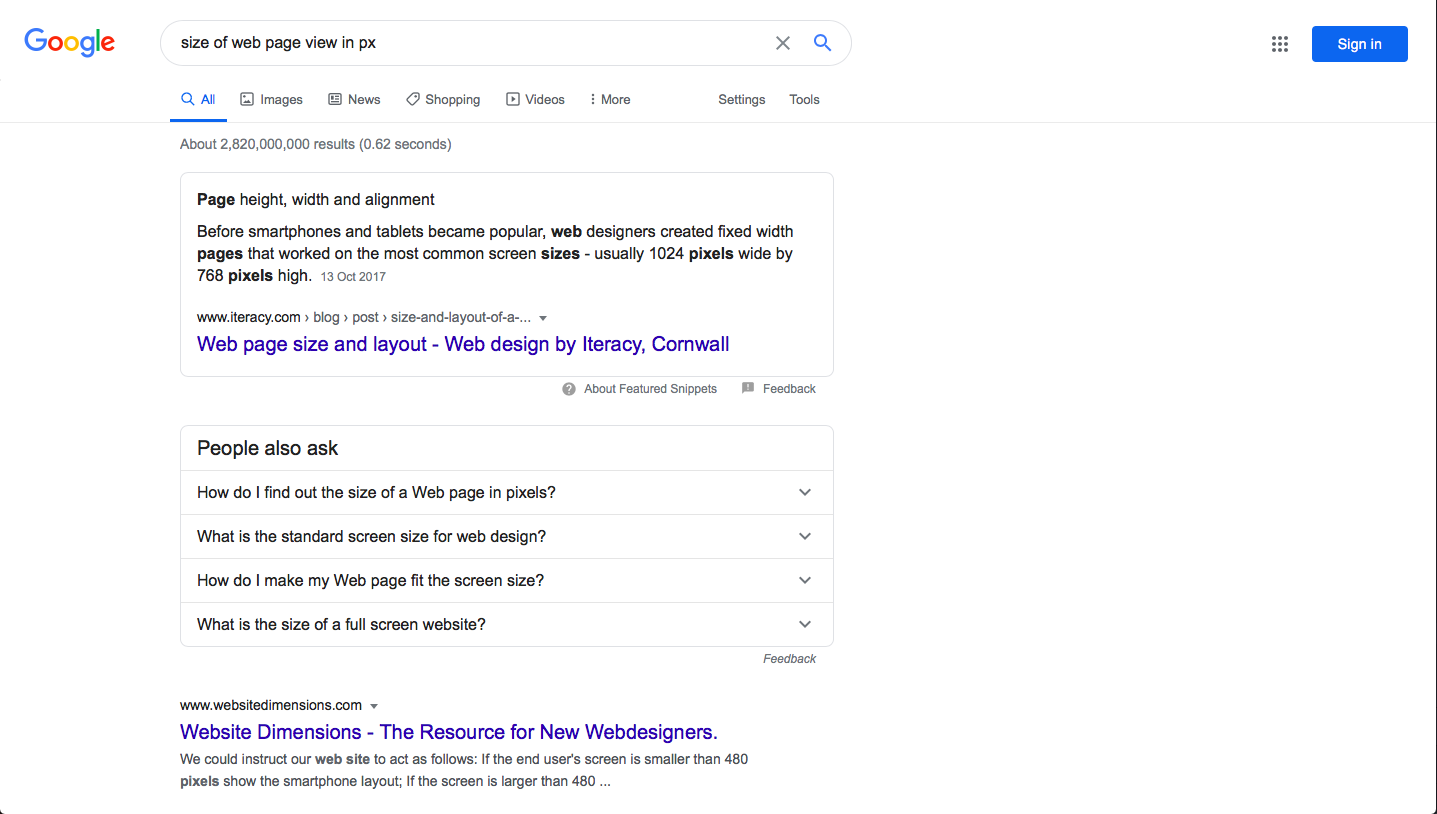 Google
size of web page view in px
Sign in
All Images News Shopping Videos More Settings Tools
About 2,820,000,000 results (0.62 seconds)
Page height, width and alignment
Before smartphones and tablets became popular, web designers created fixed width
pages that worked on the most common screen sizes - usually 1024 pixels wide by
768 pixels high. 13 Oct 2017
www.iteracy.com › blog › post › size-and-layout-of-a-...
Web page size and layout - Web design by Iteracy, Cornwall
About Featured Snippets Feedback
People also ask
How do I find out the size of a Web page in pixels?
What is the standard screen size for web design?
How do I make my Web page fit the screen size?
What is the size of a full screen website?
Feedback
www.websitedimensions.com
Website Dimensions - The Resource for New Webdesigners.
We could instruct our web site to act as follows: If the end user's screen is smaller than 480
pixels show the smartphone layout; If the screen is larger than 480 ...